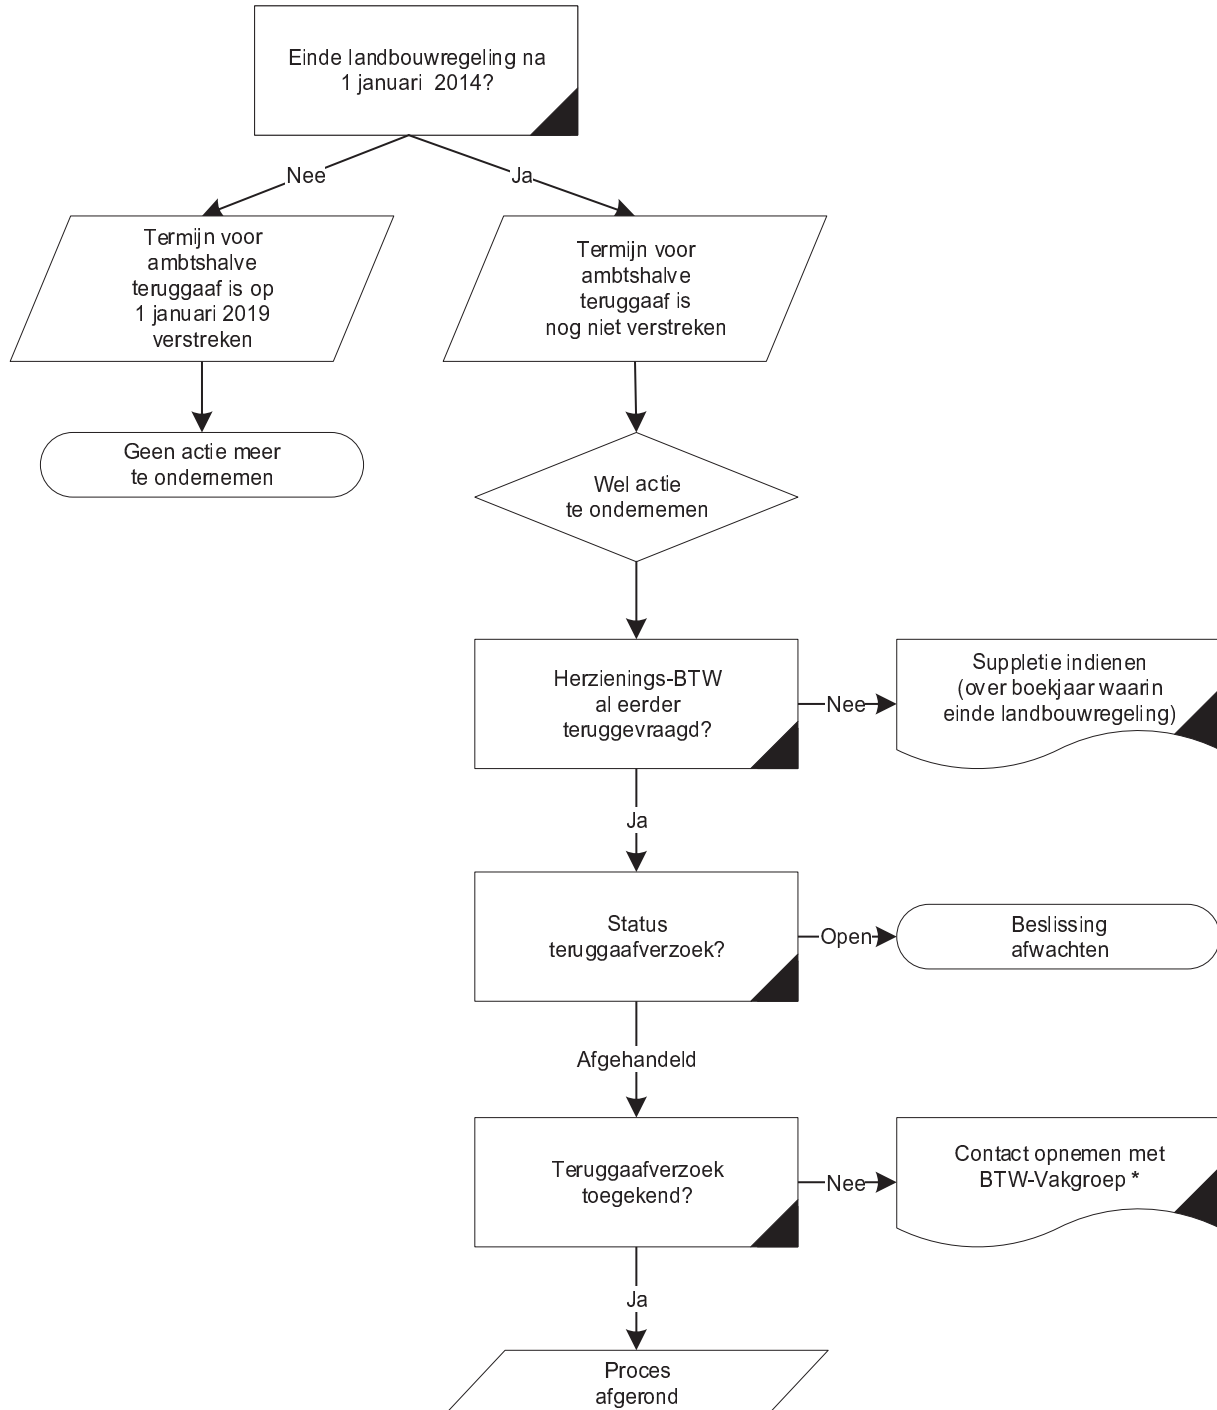 Einde landbouwregeling na
1 januari 2014?
Nee
Ja
Termijn voor
ambtshalve
teruggaaf is op
1 januari 2019
verstreken
Termijn voor
ambtshalve
teruggaaf is
nog niet verstreken
Geen actie meer
te ondernemen
Wel actie
te ondernemen
Herzienings-BTW
al eerder
teruggevraagd?
Nee
Suppletie indienen
(over boekjaar waarin
einde landbouwregeling)
Ja
Status
teruggaafverzoek?
Open
Beslissing
afwachten
Afgehandeld
Teruggaafverzoek
toegekend?
Nee
Contact opnemen met
BTW-Vakgroep *
Ja
Proces
afgerond